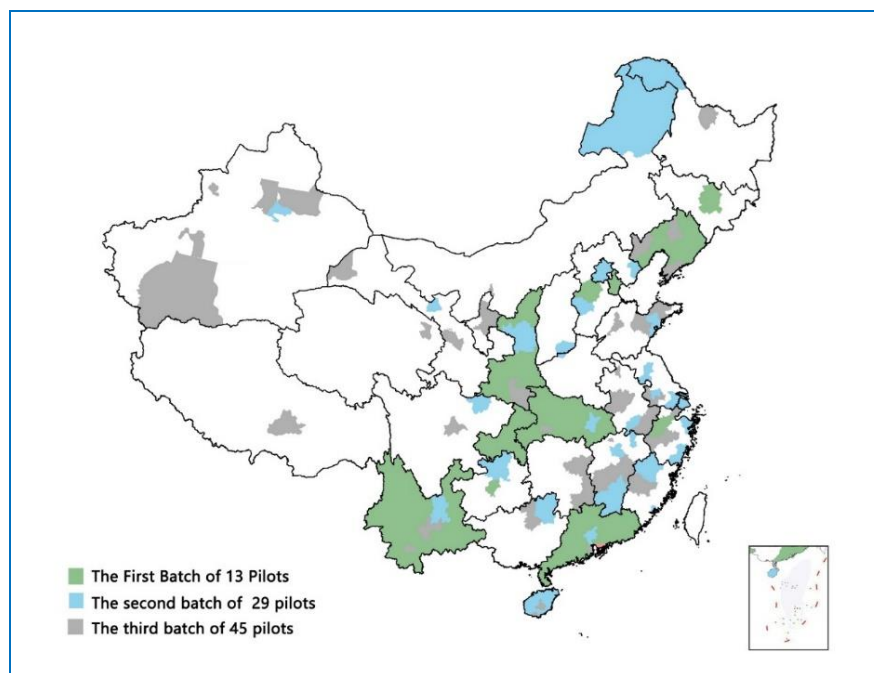 The First Batch of 13 Pilots
The second batch of 29 pilots
The third batch of 45 pilots